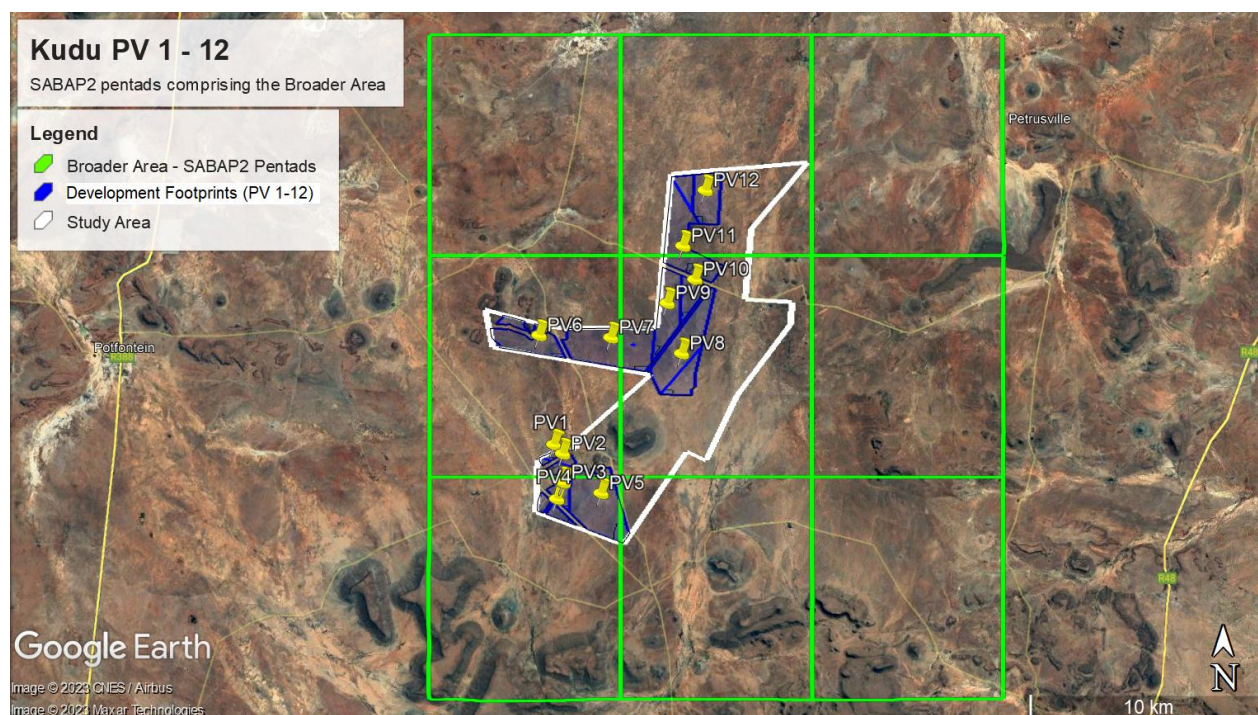 Kudu PV 1 - 12
SABAP2 pentads comprising the Broader Area
Legend
Broader Area - SABAP2 Pentads
Development Footprints (PV 1-12)
Study Area
Petrusville
PV12
PV11
PV10
PV9
PV6
PV7
PV8
Potfontein
R388
R48
PV1
PV2
PV3
PV4
PV5
R48
Google Earth
Image © 2023 CNES / Airbus
Image © 2023 Maxar Technologies
N
10 km